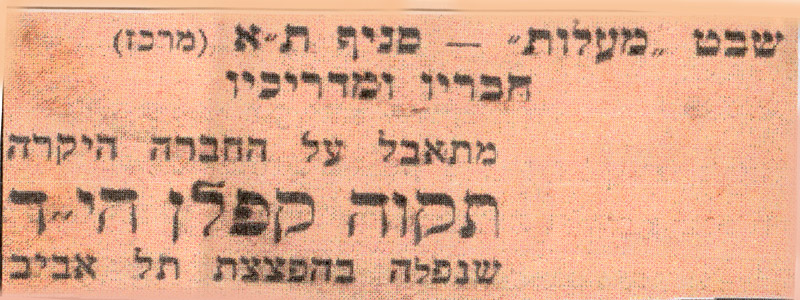 שבט „מעלות״ — סניף ת״א (מרכז)
חבריו ומדריכיו
מתאבל על החברה היקרה
תקוה קפלן הי״ד
שנפלה בהפצצת תל אביב